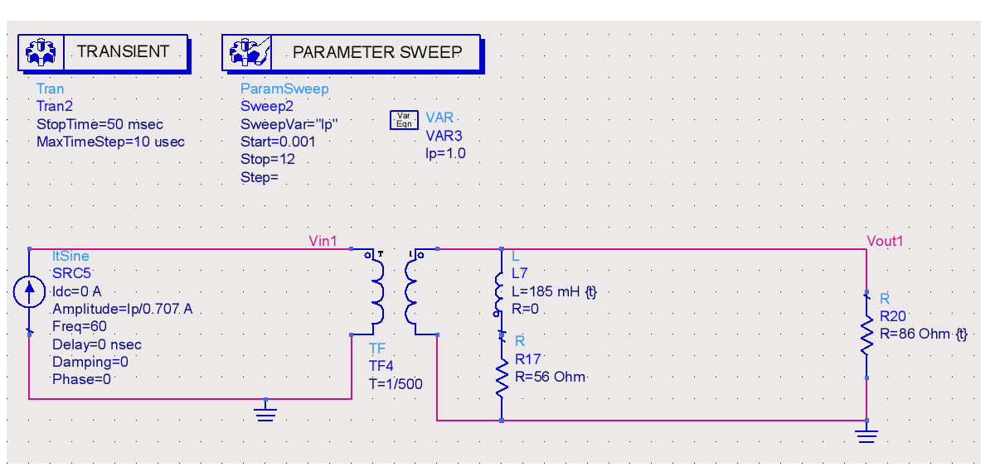 TRANSIENT
PARAMETER SWEEP
Tran
Tran2
StopTime=50 msec
MaxTimeStep=10 usec
ParamSweep
Sweep2
SweepVar="Ip"
Start=0.001
Stop=12
Step=
Var
Eqn
VAR
VAR3
Ip=1.0
Vin1
ItSine
SRC5
Idc=0 A
Amplitude=Ip/0.707 A
Freq=60
Delay=0 nsec
Damping=0
Phase=0
T
1
TF
TF4
T=1/500
L
L7
L=185 mH {t}
R=0
R
R17
R=56 Ohm
Vout1
R
R20
R=86 Ohm {t}